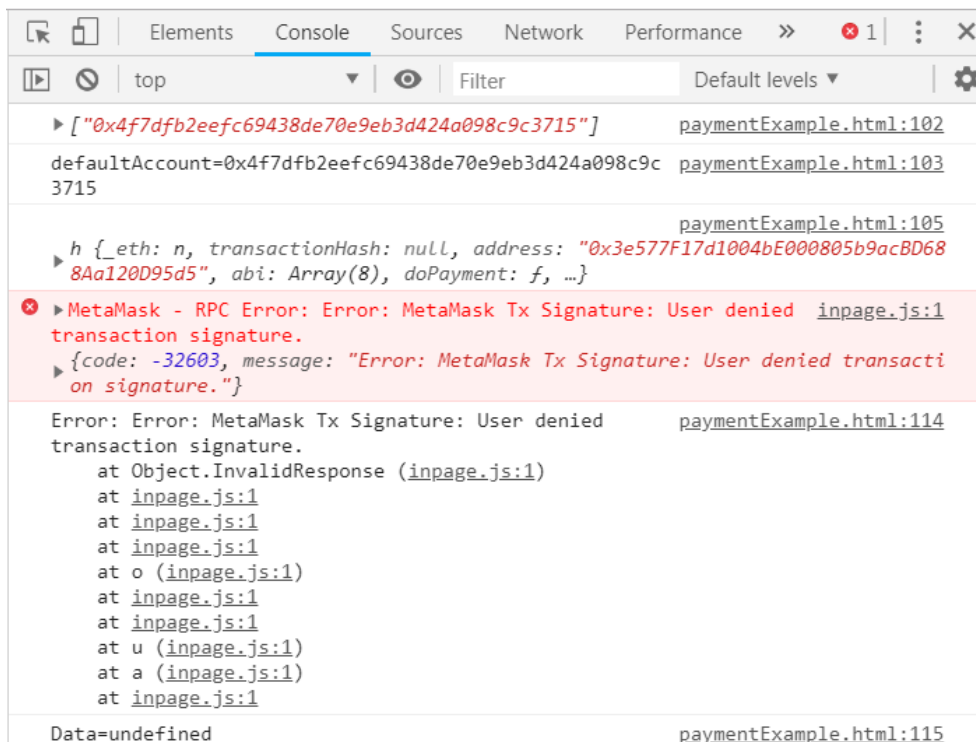 Elements Console Sources Network Performance » 1
top Filter Default levels ▼
["0x4f7dfb2eefc69438de70e9eb3d424a098c9c3715"] paymentExample.html:102
defaultAccount=0x4f7dfb2eefc69438de70e9eb3d424a098c9c paymentExample.html:103
3715
paymentExample.html:105
h {_eth: n, transactionHash: null, address: "0x3e577F17d1004bE000805b9acBD68
8Aa120D95d5", abi: Array(8), doPayment: ƒ, …}
MetaMask - RPC Error: Error: MetaMask Tx Signature: User denied inpage.js:1
transaction signature.
{code: -32603, message: "Error: MetaMask Tx Signature: User denied transacti
on signature."}
Error: Error: MetaMask Tx Signature: User denied paymentExample.html:114
transaction signature.
at Object.InvalidResponse (inpage.js:1)
at inpage.js:1
at inpage.js:1
at inpage.js:1
at o (inpage.js:1)
at inpage.js:1
at inpage.js:1
at u (inpage.js:1)
at a (inpage.js:1)
at inpage.js:1
Data=undefined paymentExample.html:115